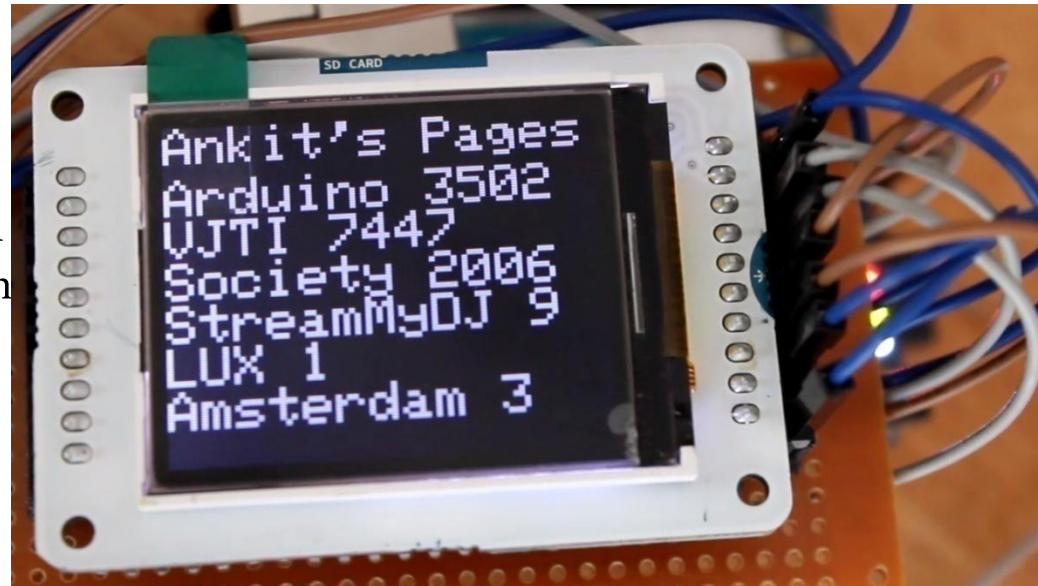 SD CARD
Ankit's Pages
Arduino 3502
VJTI 7447
Society 2006
StreamMyDJ 9
LUX 1
Amsterdam 3